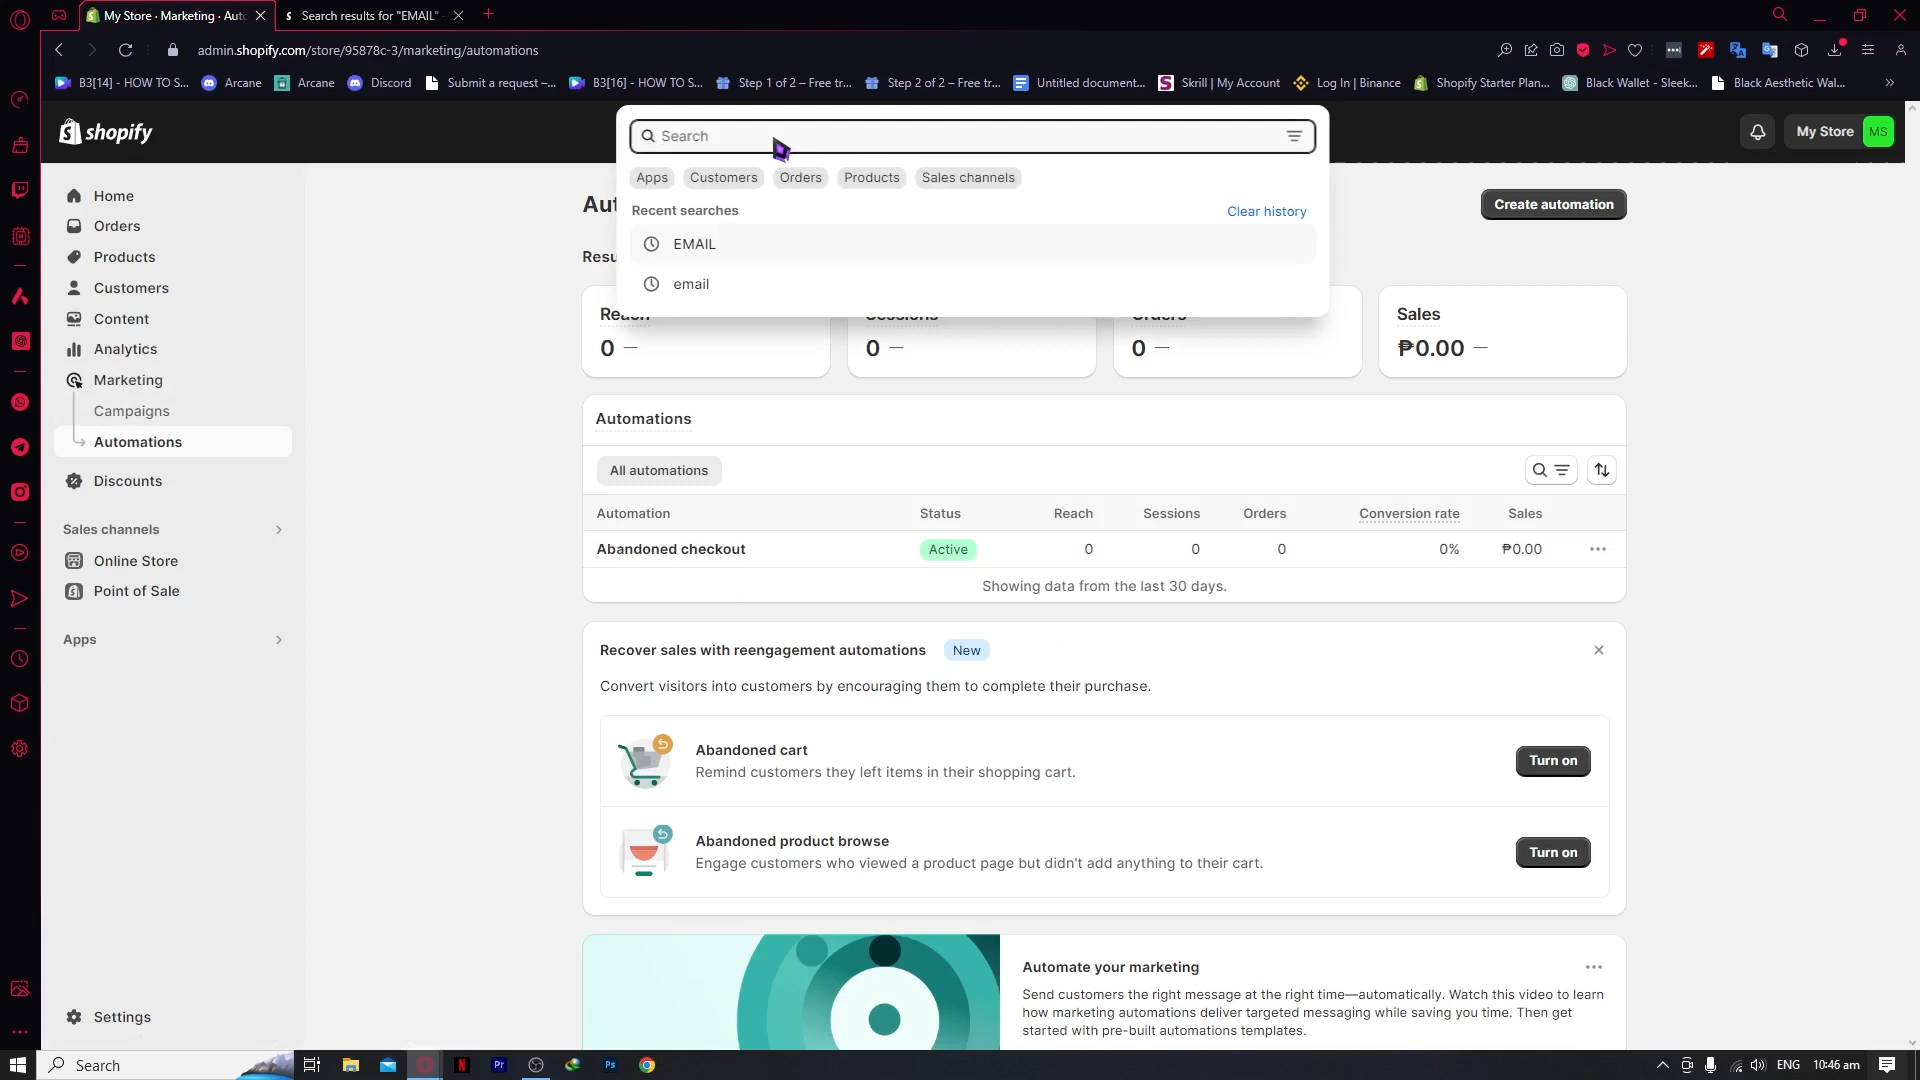 My Store · Marketing · Auto
Search results for "EMAIL" -
admin.shopify.com/store/95878c-3/marketing/automations
B3[14] - HOW TO S...
Arcane
Arcane
Discord
Submit a request –...
B3[16] - HOW TO S...
Step 1 of 2 – Free tr...
Step 2 of 2 – Free tr...
Untitled document...
Skrill | My Account
Log In | Binance
Shopify Starter Plan...
Black Wallet - Sleek...
Black Aesthetic Wal...
shopify
Search
My Store
MS
Apps
Customers
Orders
Products
Sales channels
Recent searches
Clear history
EMAIL
email
Home
Orders
Products
Customers
Content
Analytics
Marketing
Campaigns
Automations
Discounts
Sales channels
Online Store
Point of Sale
Apps
Settings
Create automation
Reach
0 —
Sessions
0 —
Orders
0 —
Sales
₱0.00 —
Automations
All automations
Automation Status Reach Sessions Orders Conversion rate Sales
Abandoned checkout Active 0 0 0 0% ₱0.00
Showing data from the last 30 days.
Recover sales with reengagement automations New
Convert visitors into customers by encouraging them to complete their purchase.
Abandoned cart
Remind customers they left items in their shopping cart.
Turn on
Abandoned product browse
Engage customers who viewed a product page but didn't add anything to their cart.
Turn on
Automate your marketing
Send customers the right message at the right time—automatically. Watch this video to learn
how marketing automations deliver targeted messaging while saving you time. Then get
started with pre-built automations templates.
Search
ENG
10:46 am